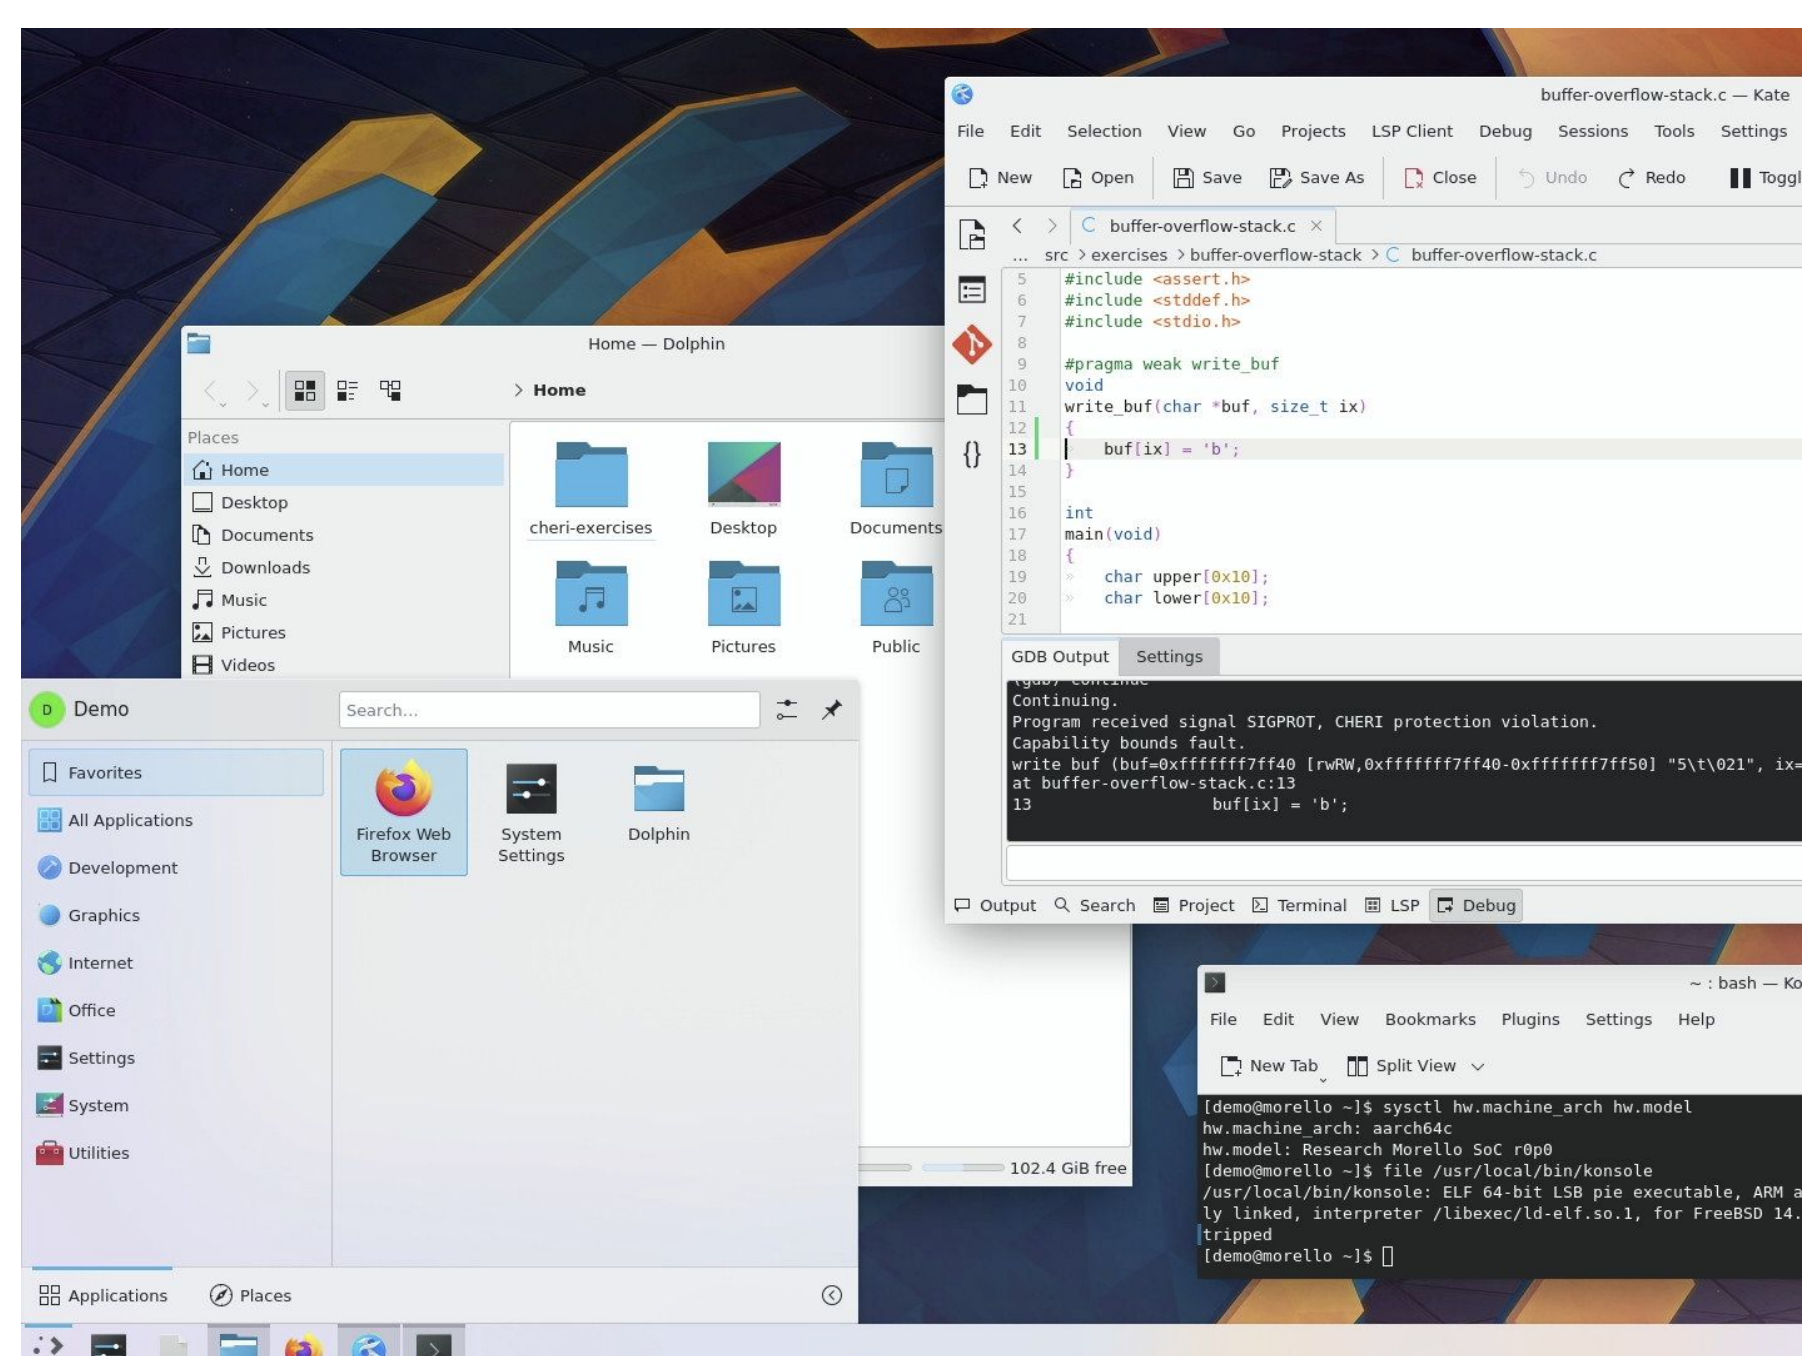 buffer-overflow-stack.c — Kate
File Edit Selection View Go Projects LSP Client Debug Sessions Tools Settings
New Open Save Save As Close Undo Redo Toggl
buffer-overflow-stack.c
... src > exercises > buffer-overflow-stack > buffer-overflow-stack.c
5 #include <assert.h>
6 #include <stddef.h>
7 #include <stdio.h>
8
9 #pragma weak write_buf
10 void
11 write_buf(char *buf, size_t ix)
12 {
13 buf[ix] = 'b';
14 }
15
16 int
17 main(void)
18 {
19 char upper[0x10];
20 char lower[0x10];
21
GDB Output Settings
(gdb) continue
Continuing.
Program received signal SIGPROT, CHERI protection violation.
Capability bounds fault.
write buf (buf=0xfffffff7ff40 [rwRW,0xfffffff7ff40-0xfffffff7ff50] "5\t\021", ix=
at buffer-overflow-stack.c:13
13 buf[ix] = 'b';
Output Search Project Terminal LSP Debug
Home — Dolphin
> Home
Places
Home
Desktop
Documents
Downloads
Music
Pictures
Videos
cheri-exercises Desktop Documents
Music Pictures Public
102.4 GiB free
D Demo
Search...
Favorites
All Applications
Development
Graphics
Internet
Office
Settings
System
Utilities
Firefox Web
Browser
System
Settings
Dolphin
Applications Places
~ : bash — Ko
File Edit View Bookmarks Plugins Settings Help
New Tab Split View
[demo@morello ~]$ sysctl hw.machine_arch hw.model
hw.machine_arch: aarch64c
hw.model: Research Morello SoC r0p0
[demo@morello ~]$ file /usr/local/bin/konsole
/usr/local/bin/konsole: ELF 64-bit LSB pie executable, ARM a
ly linked, interpreter /libexec/ld-elf.so.1, for FreeBSD 14.
tripped
[demo@morello ~]$